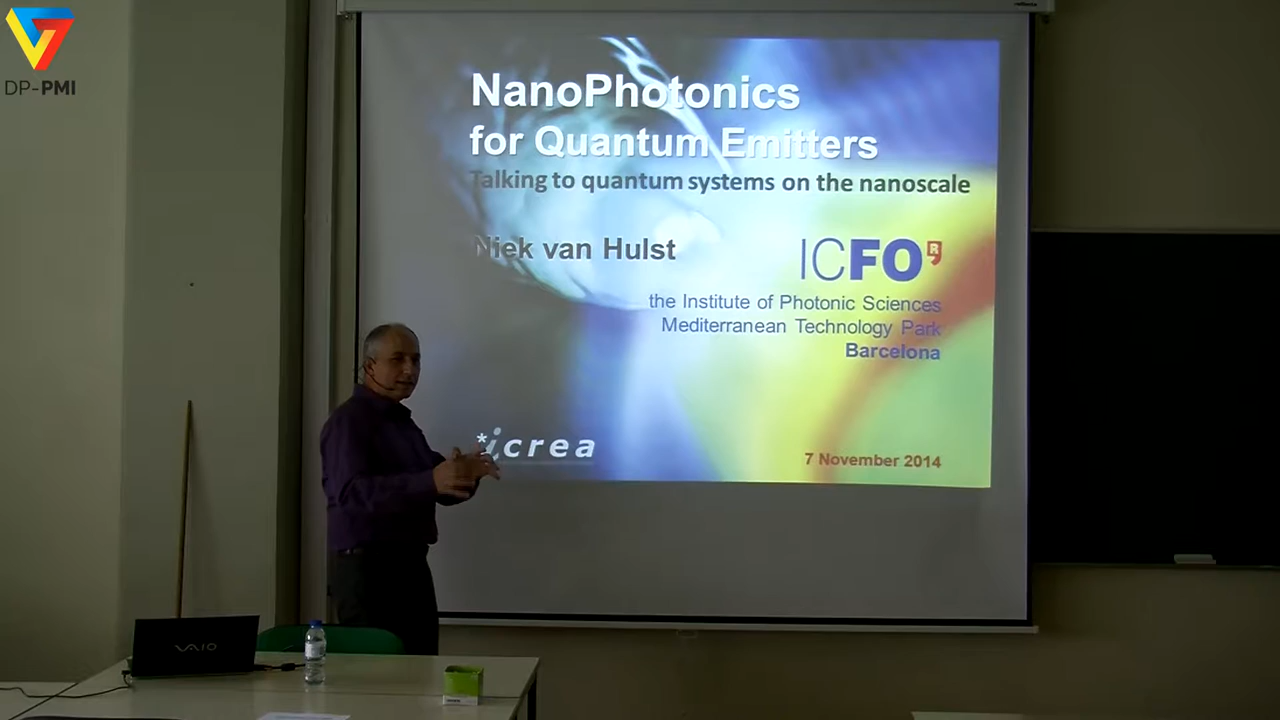 DP-PMI
NanoPhotonics
for Quantum Emitters
Talking to quantum systems on the nanoscale
Niek van Hulst
ICFO
R
the Institute of Photonic Sciences
Mediterranean Technology Park
Barcelona
*icrea
7 November 2014
VAIO